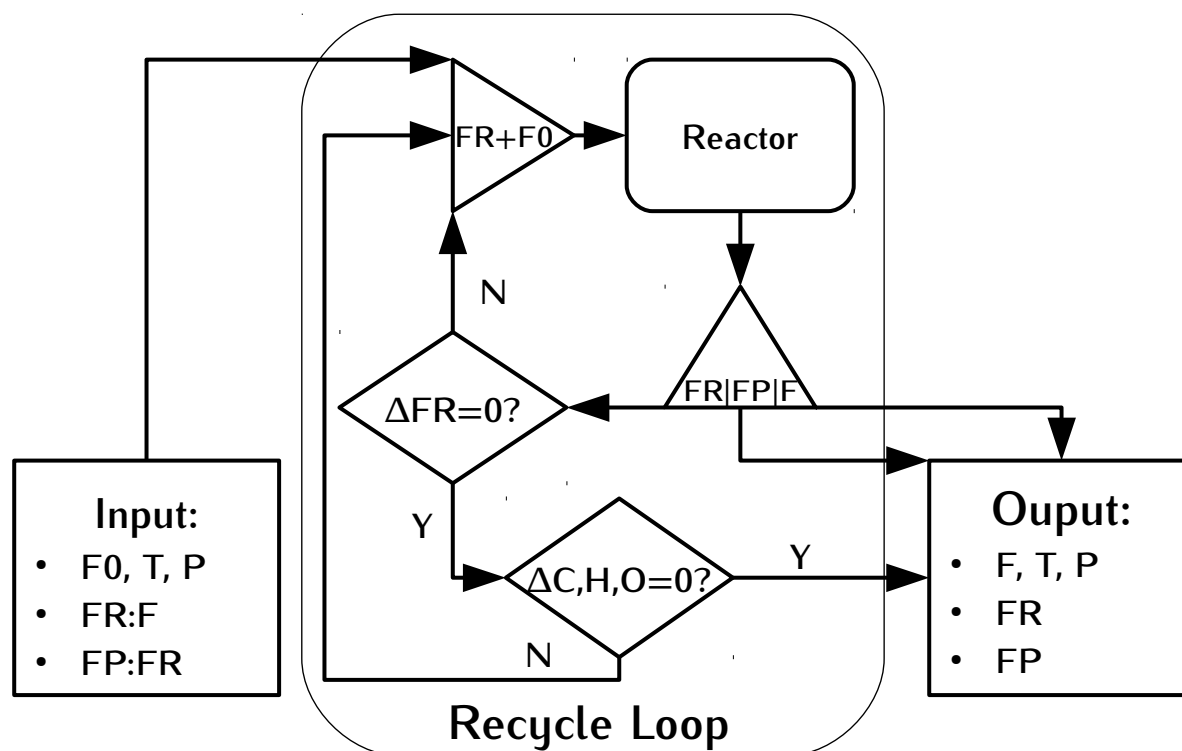 FR+F0
Reactor
N
FR|FP|F
ΔFR=0?
Input:
• F0, T, P
• FR:F
• FP:FR
Y
ΔC,H,O=0?
Y
N
Ouput:
• F, T, P
• FR
• FP
Recycle Loop